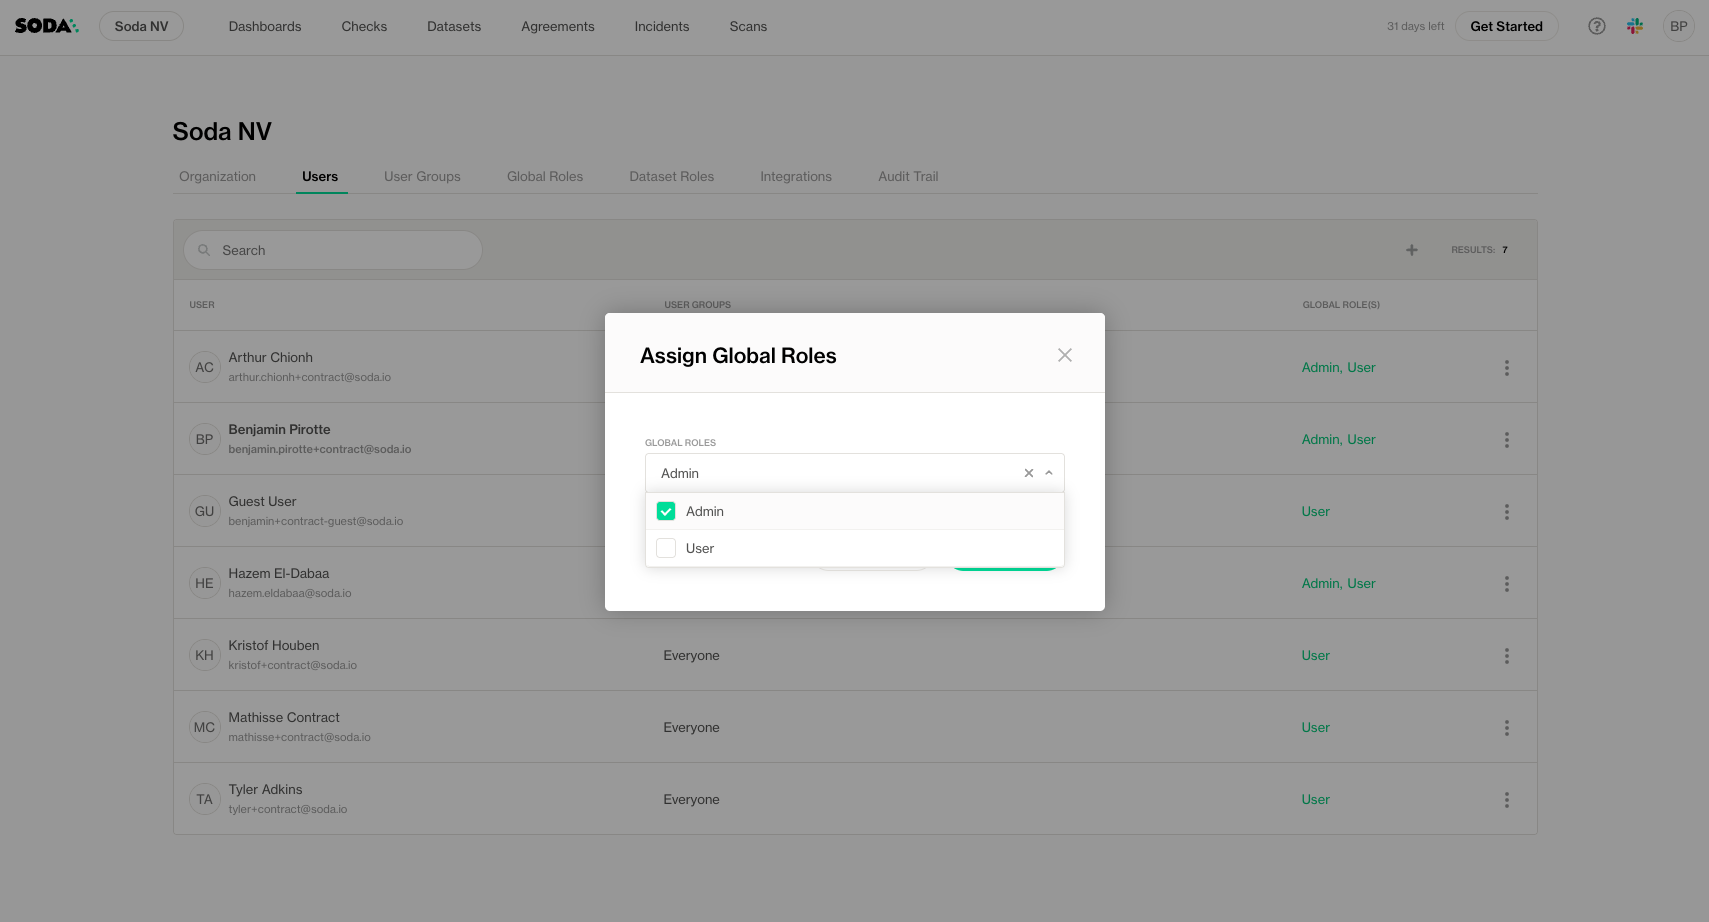 SODA Soda NV Dashboards Checks Datasets Agreements Incidents Scans 31 days left Get Started BP
Soda NV
Organization Users User Groups Global Roles Dataset Roles Integrations Audit Trail
Search RESULTS: 7
USER USER GROUPS GLOBAL ROLE(S)
AC Arthur Chionh Admin, User
arthur.chionh+contract@soda.io
BP Benjamin Pirotte Admin, User
benjamin.pirotte+contract@soda.io
GU Guest User User
benjamin+contract-guest@soda.io
HE Hazem El-Dabaa Admin, User
hazem.eldabaa@soda.io
KH Kristof Houben Everyone User
kristof+contract@soda.io
MC Mathisse Contract Everyone User
mathisse+contract@soda.io
TA Tyler Adkins Everyone User
tyler+contract@soda.io
Assign Global Roles
GLOBAL ROLES
Admin
Admin
User